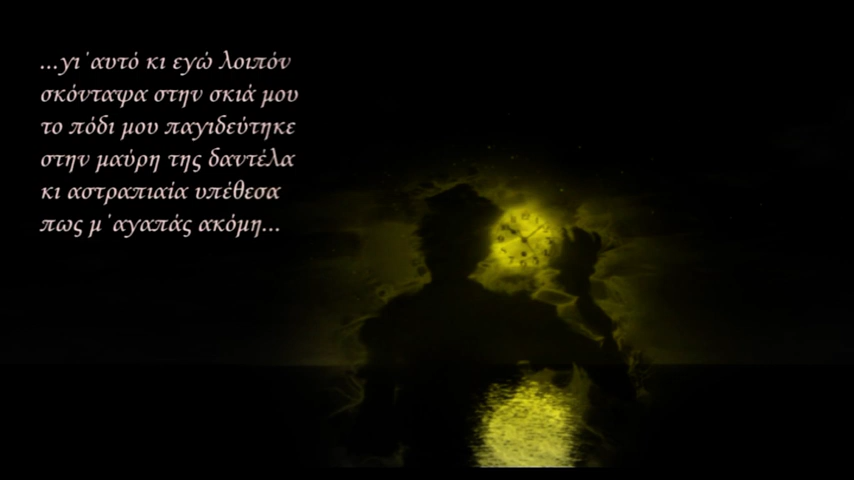 ...γι΄αυτό κι εγώ λοιπόν
σκόνταψα στην σκιά μου
το πόδι μου παγιδεύτηκε
στην μαύρη της δαντέλα
κι αστραπιαία υπέθεσα
πως μ΄αγαπάς ακόμη...